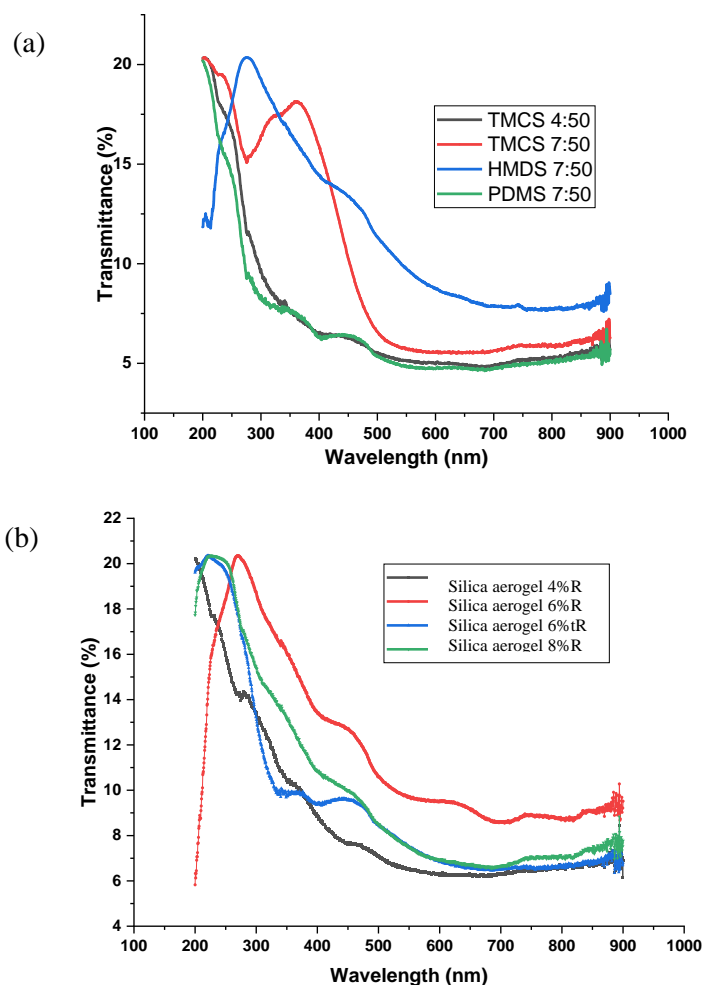 (a)
20
15
10
5
Transmittance (%)
TMCS 4:50
TMCS 7:50
HMDS 7:50
PDMS 7:50
100 200 300 400 500 600 700 800 900 1000
Wavelength (nm)
(b)
22
20
18
16
14
12
10
8
6
4
Transmittance (%)
Silica aerogel 4%R
Silica aerogel 6%R
Silica aerogel 6%tR
Silica aerogel 8%R
100 200 300 400 500 600 700 800 900 1000
Wavelength (nm)